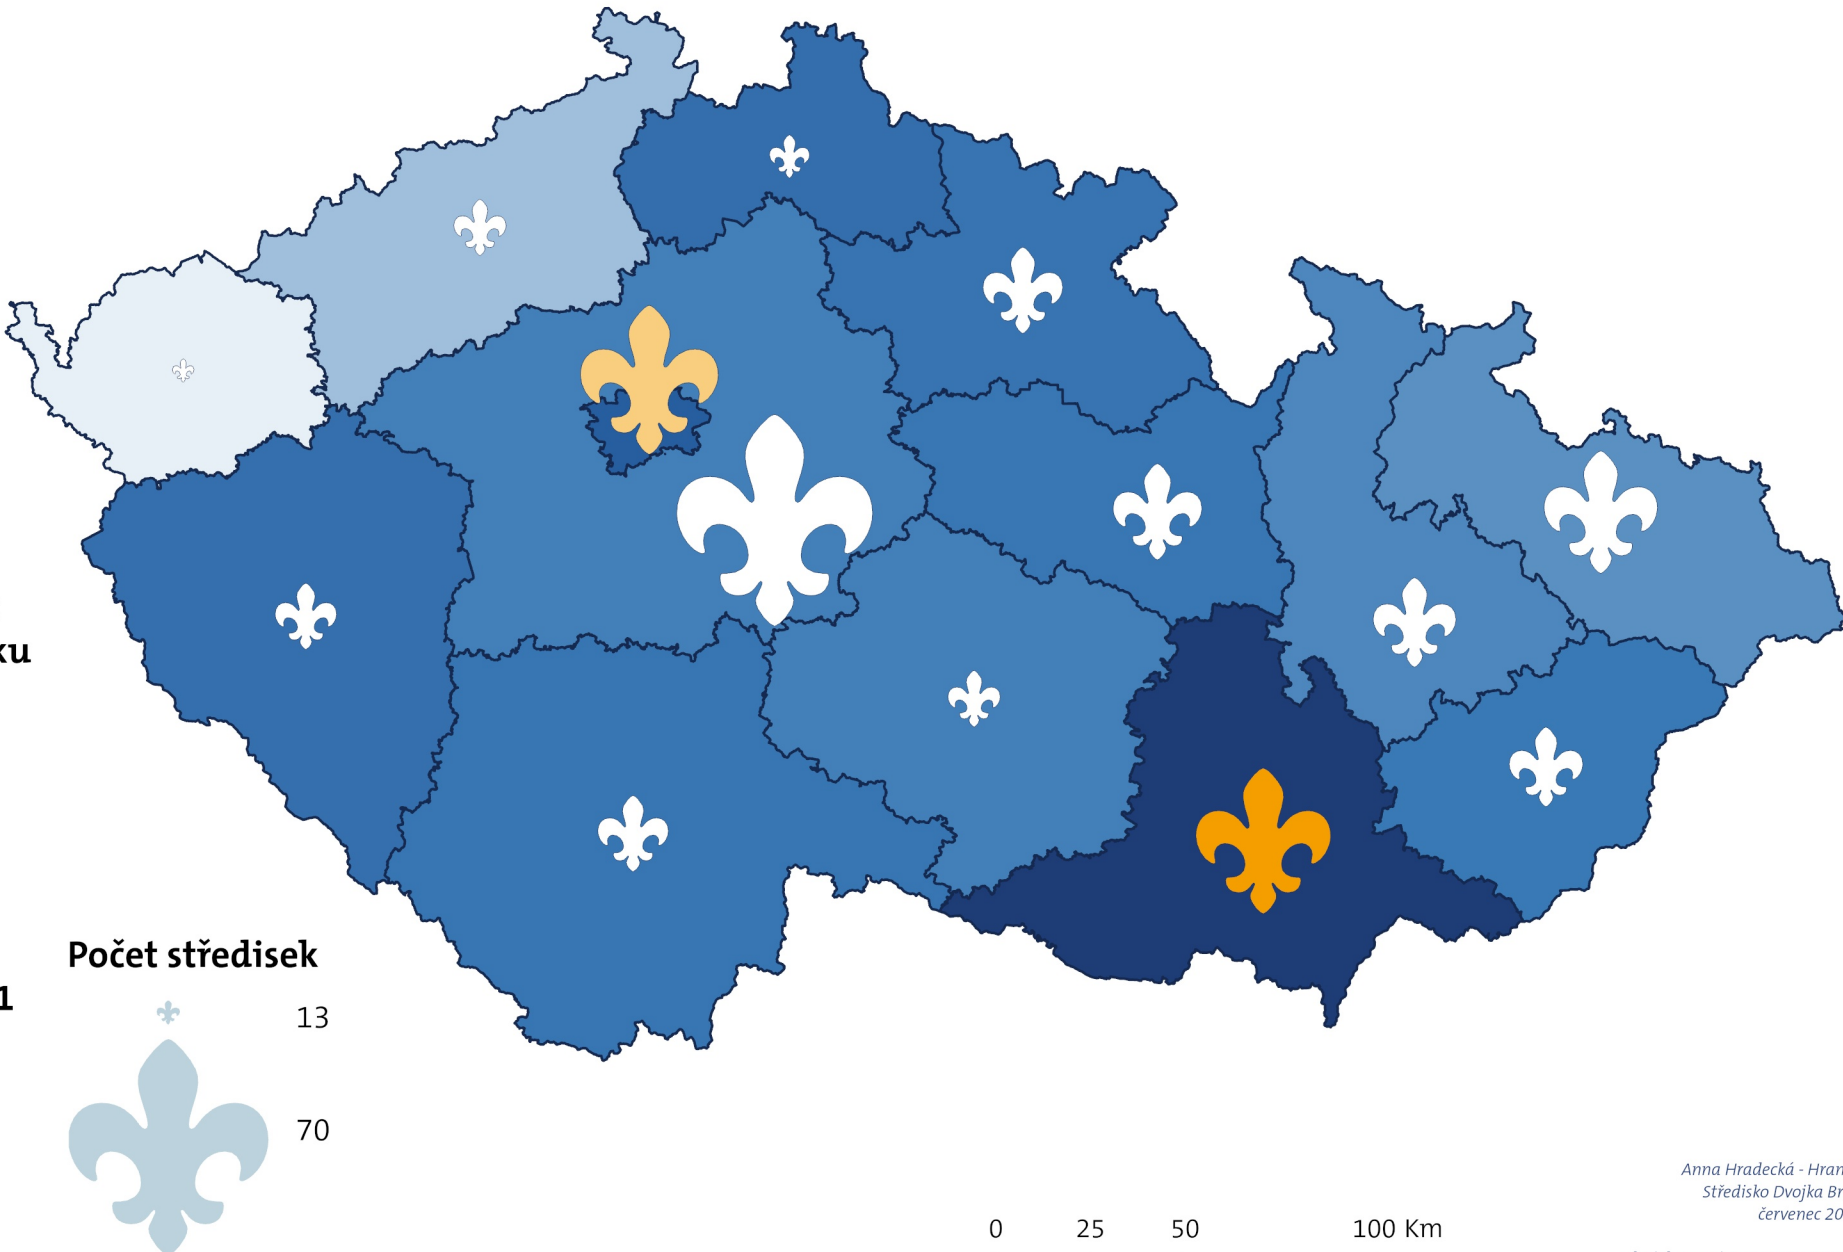 ku
Počet středisek
1
13
70
Anna Hradecká - Hran
Středisko Dvojka Br
červenec 20
0 25 50 100 Km